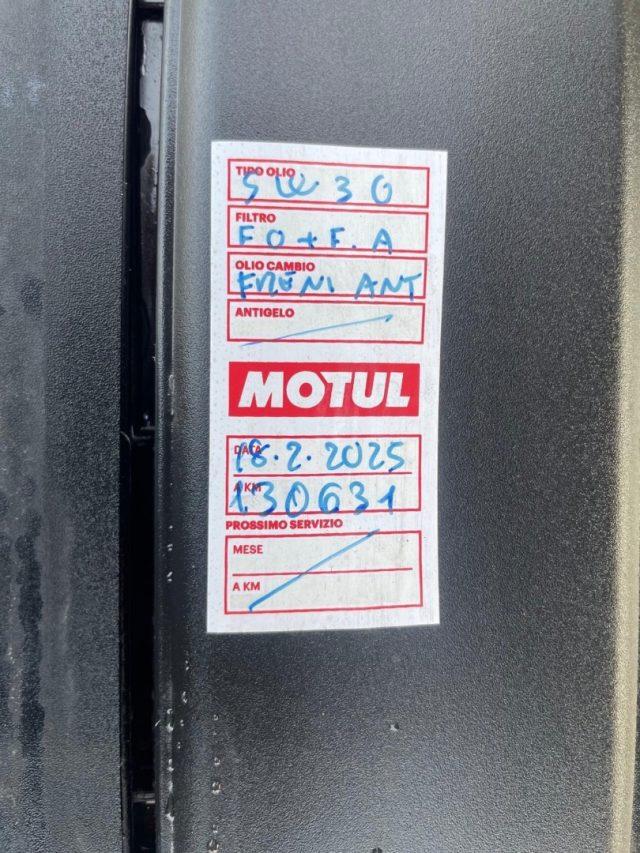 TIPO OLIO
5W30
FILTRO
FO + F.A
OLIO CAMBIO
FRENI ANT
ANTIGELO
MOTUL
DATA
18.2.2025
A KM
130631
PROSSIMO SERVIZIO
MESE
A KM